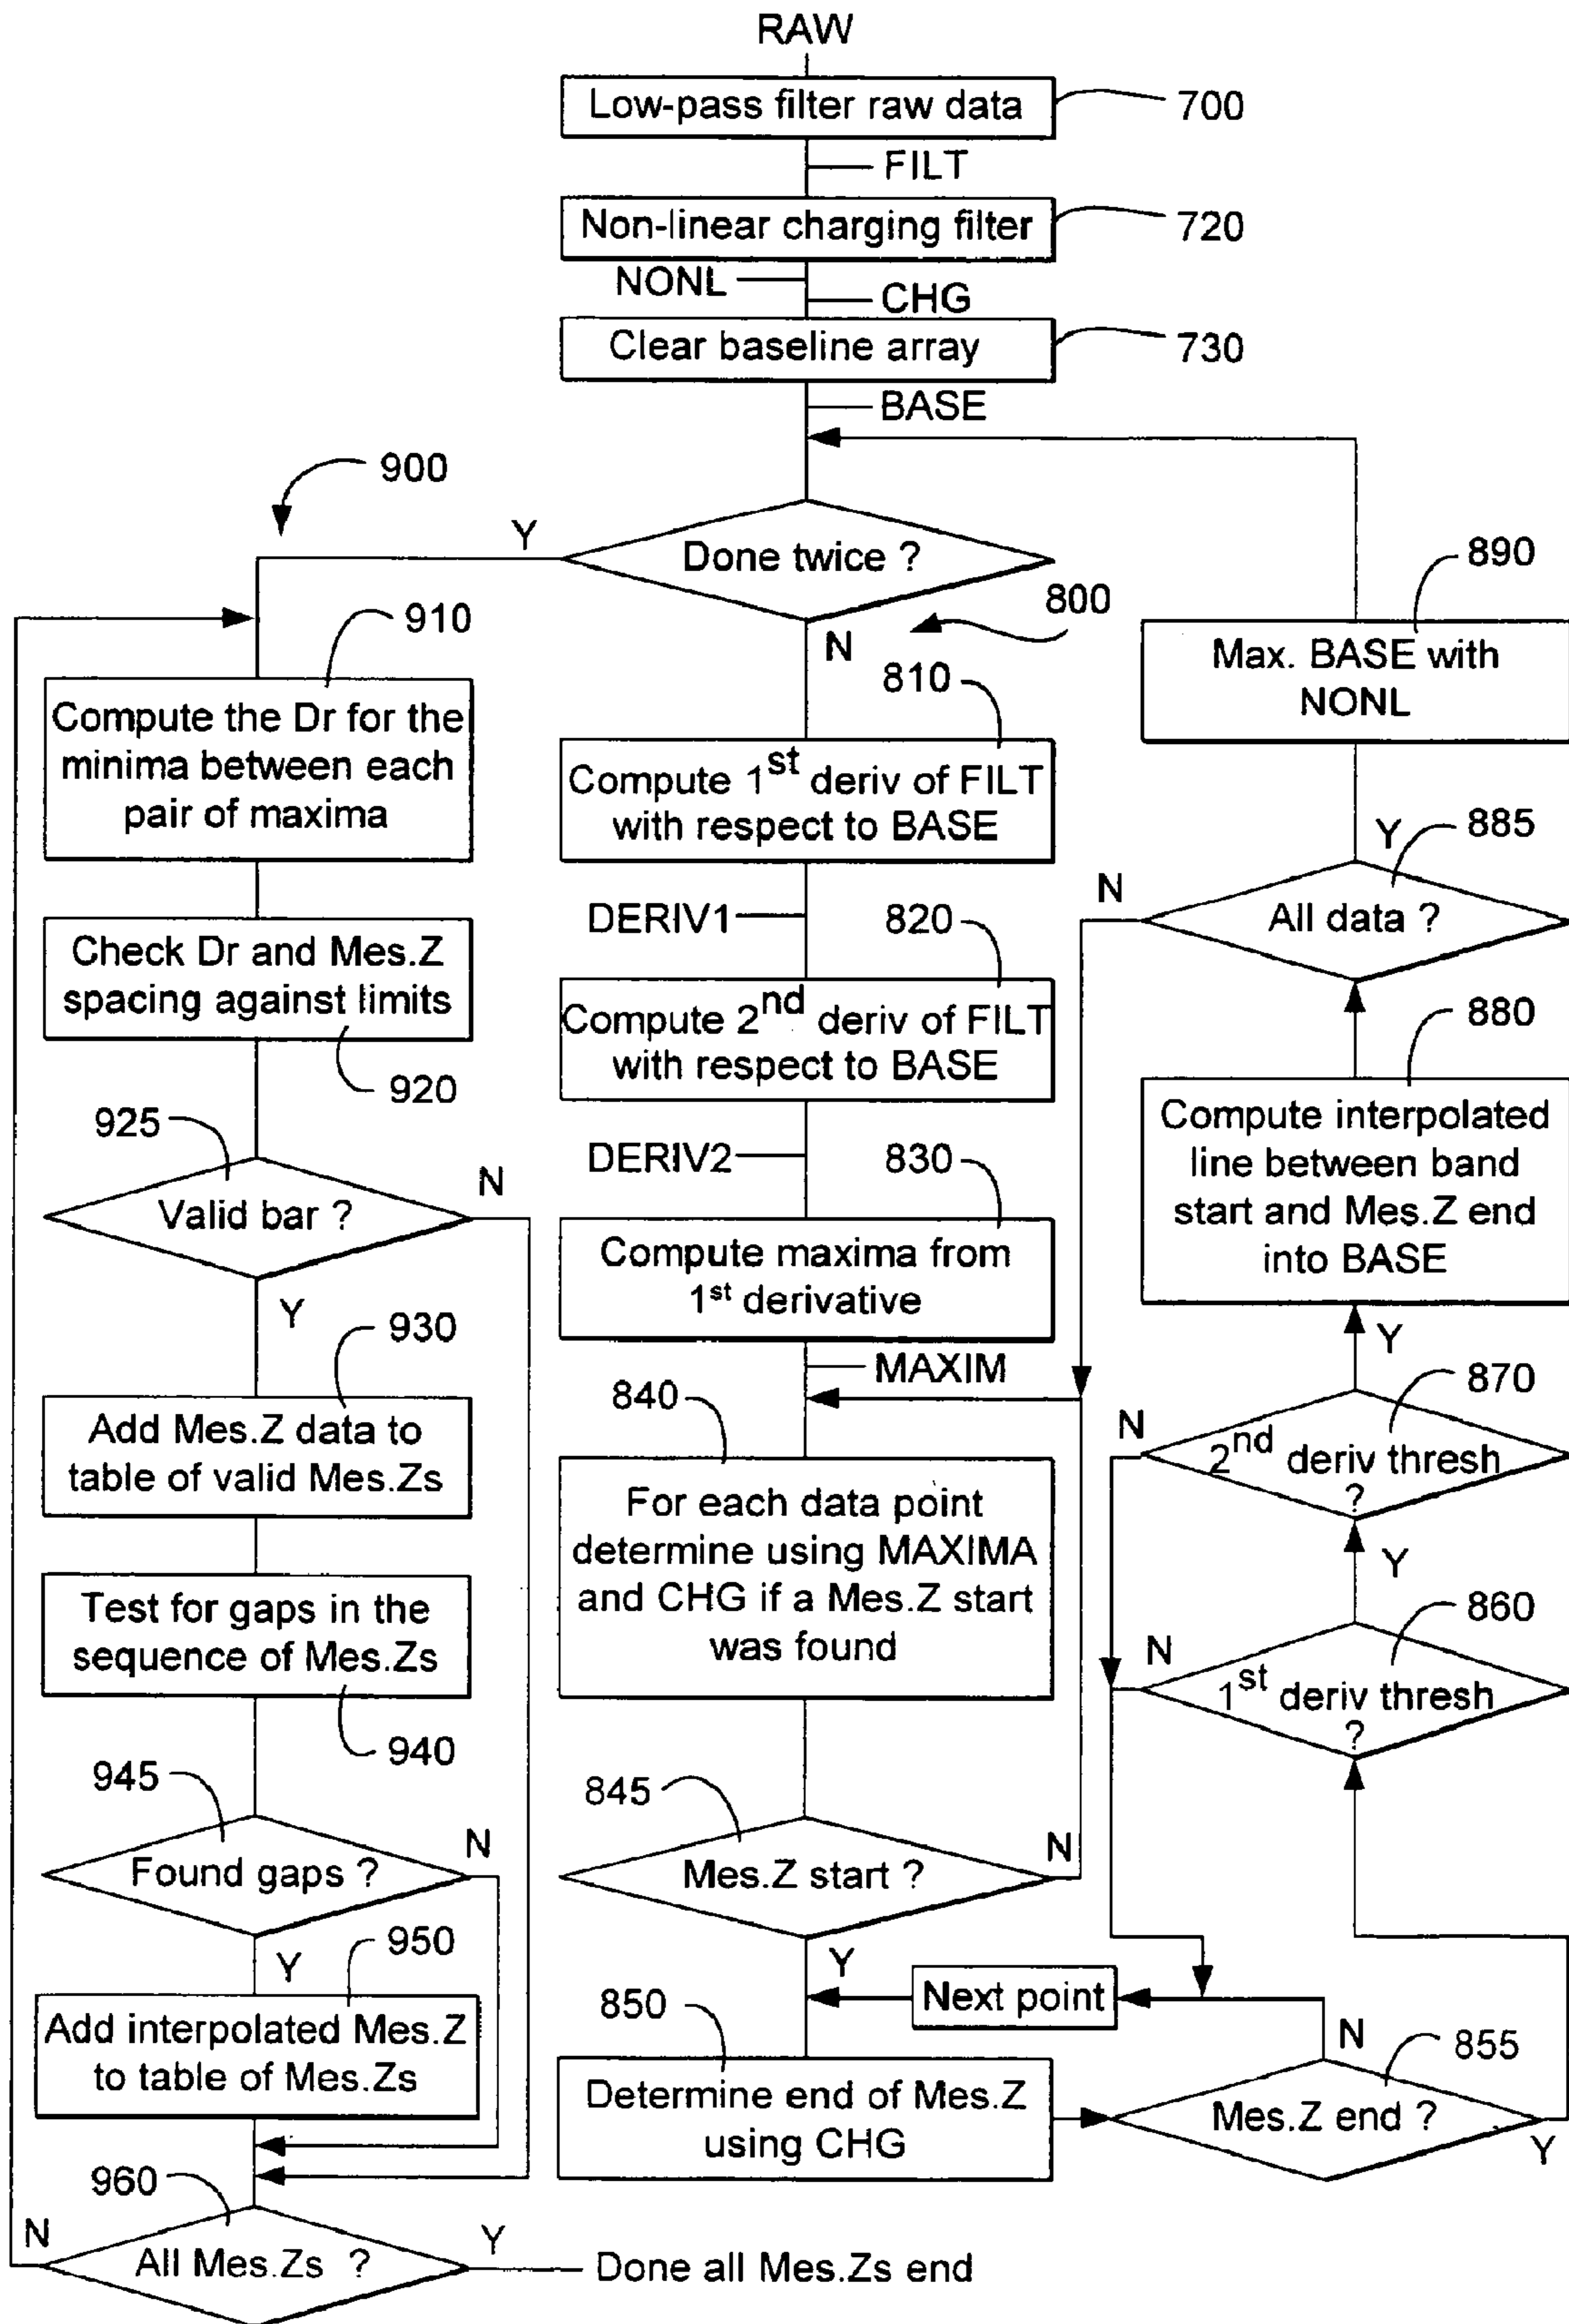 RAW
Low-pass filter raw data
700
FILT
Non-linear charging filter
720
NONL
CHG
Clear baseline array
730
BASE
900
Y
Done twice ?
N
800
910
Compute the Dr for the
minima between each
pair of maxima
Check Dr and Mes.Z
spacing against limits
920
925
Valid bar ?
N
Y
930
Add Mes.Z data to
table of valid Mes.Zs
Test for gaps in the
sequence of Mes.Zs
940
945
Found gaps ?
N
Y
950
Add interpolated Mes.Z
to table of Mes.Zs
960
N
All Mes.Zs ?
Y
Done all Mes.Zs end
810
Compute 1st deriv of FILT
with respect to BASE
DERIV1
820
Compute 2nd deriv of FILT
with respect to BASE
DERIV2
830
Compute maxima from
1st derivative
MAXIM
840
For each data point
determine using MAXIMA
and CHG if a Mes.Z start
was found
845
Mes.Z start ?
N
Y
Next point
850
Determine end of Mes.Z
using CHG
N
855
Mes.Z end ?
Y
890
Max. BASE with
NONL
Y
885
N
All data ?
880
Compute interpolated
line between band
start and Mes.Z end
into BASE
Y
870
N
2nd deriv thresh
?
Y
860
N
1st deriv thresh
?